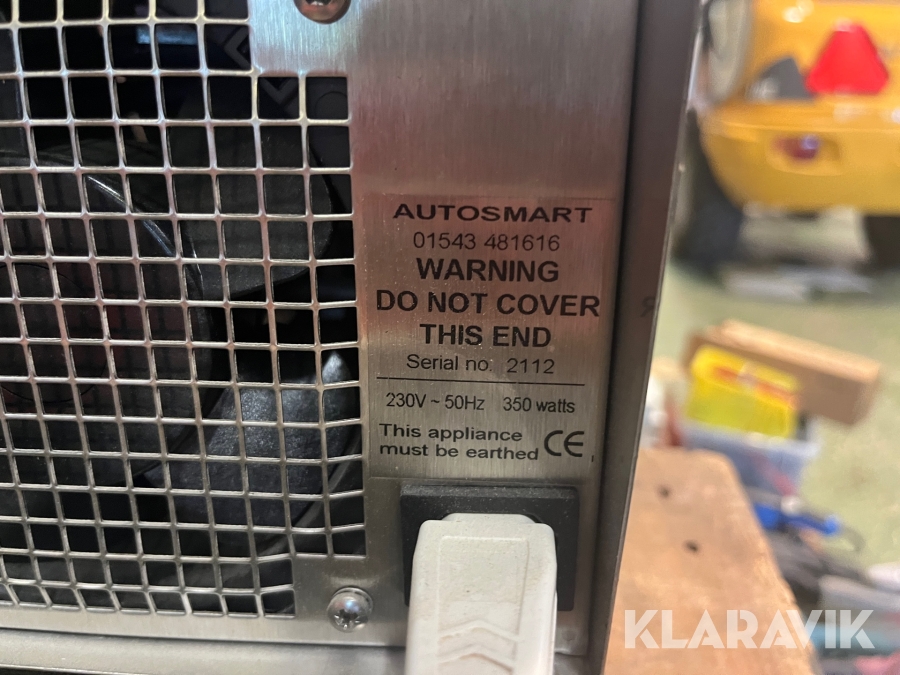 AUTOSMART
01543 481616
WARNING
DO NOT COVER
THIS END
Serial no: 2112
230V ~ 50Hz 350 watts
This appliance
must be earthed CE
KLARAVIK